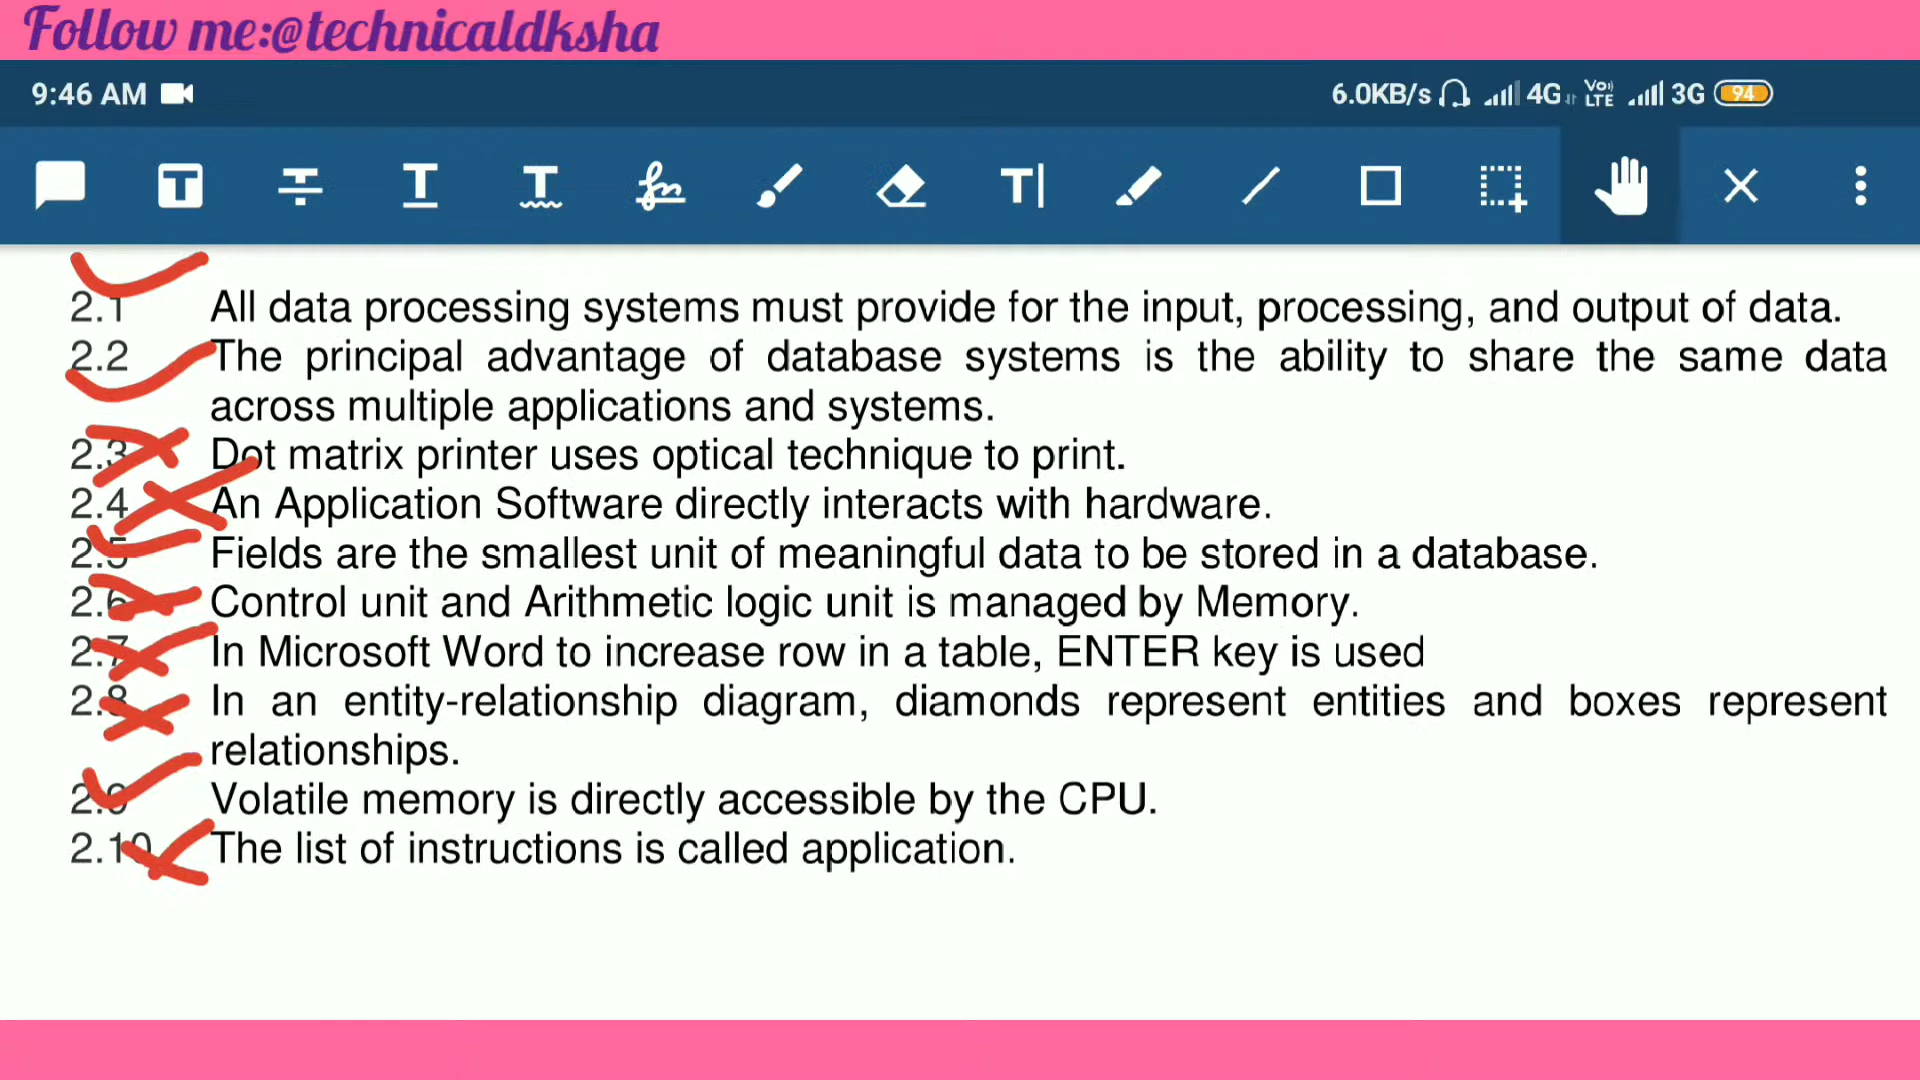 Follow me:@technicaldksha
9:46 AM 6.0KB/s 4G VoLTE 3G 94
2.1 All data processing systems must provide for the input, processing, and output of data.
2.2 The principal advantage of database systems is the ability to share the same data
across multiple applications and systems.
2.3 Dot matrix printer uses optical technique to print.
2.4 An Application Software directly interacts with hardware.
2.5 Fields are the smallest unit of meaningful data to be stored in a database.
2.6 Control unit and Arithmetic logic unit is managed by Memory.
2.7 In Microsoft Word to increase row in a table, ENTER key is used
2.8 In an entity-relationship diagram, diamonds represent entities and boxes represent
relationships.
2.9 Volatile memory is directly accessible by the CPU.
2.10 The list of instructions is called application.